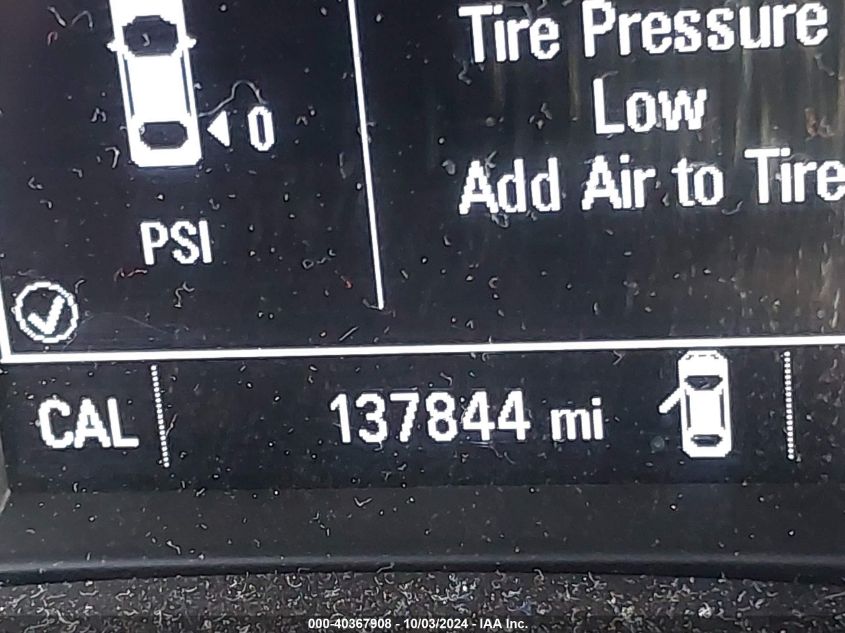 Tire Pressure
Low
Add Air to Tire
0
PSI
CAL
137844 mi
000-40367908 - 10/03/2024 - IAA Inc.